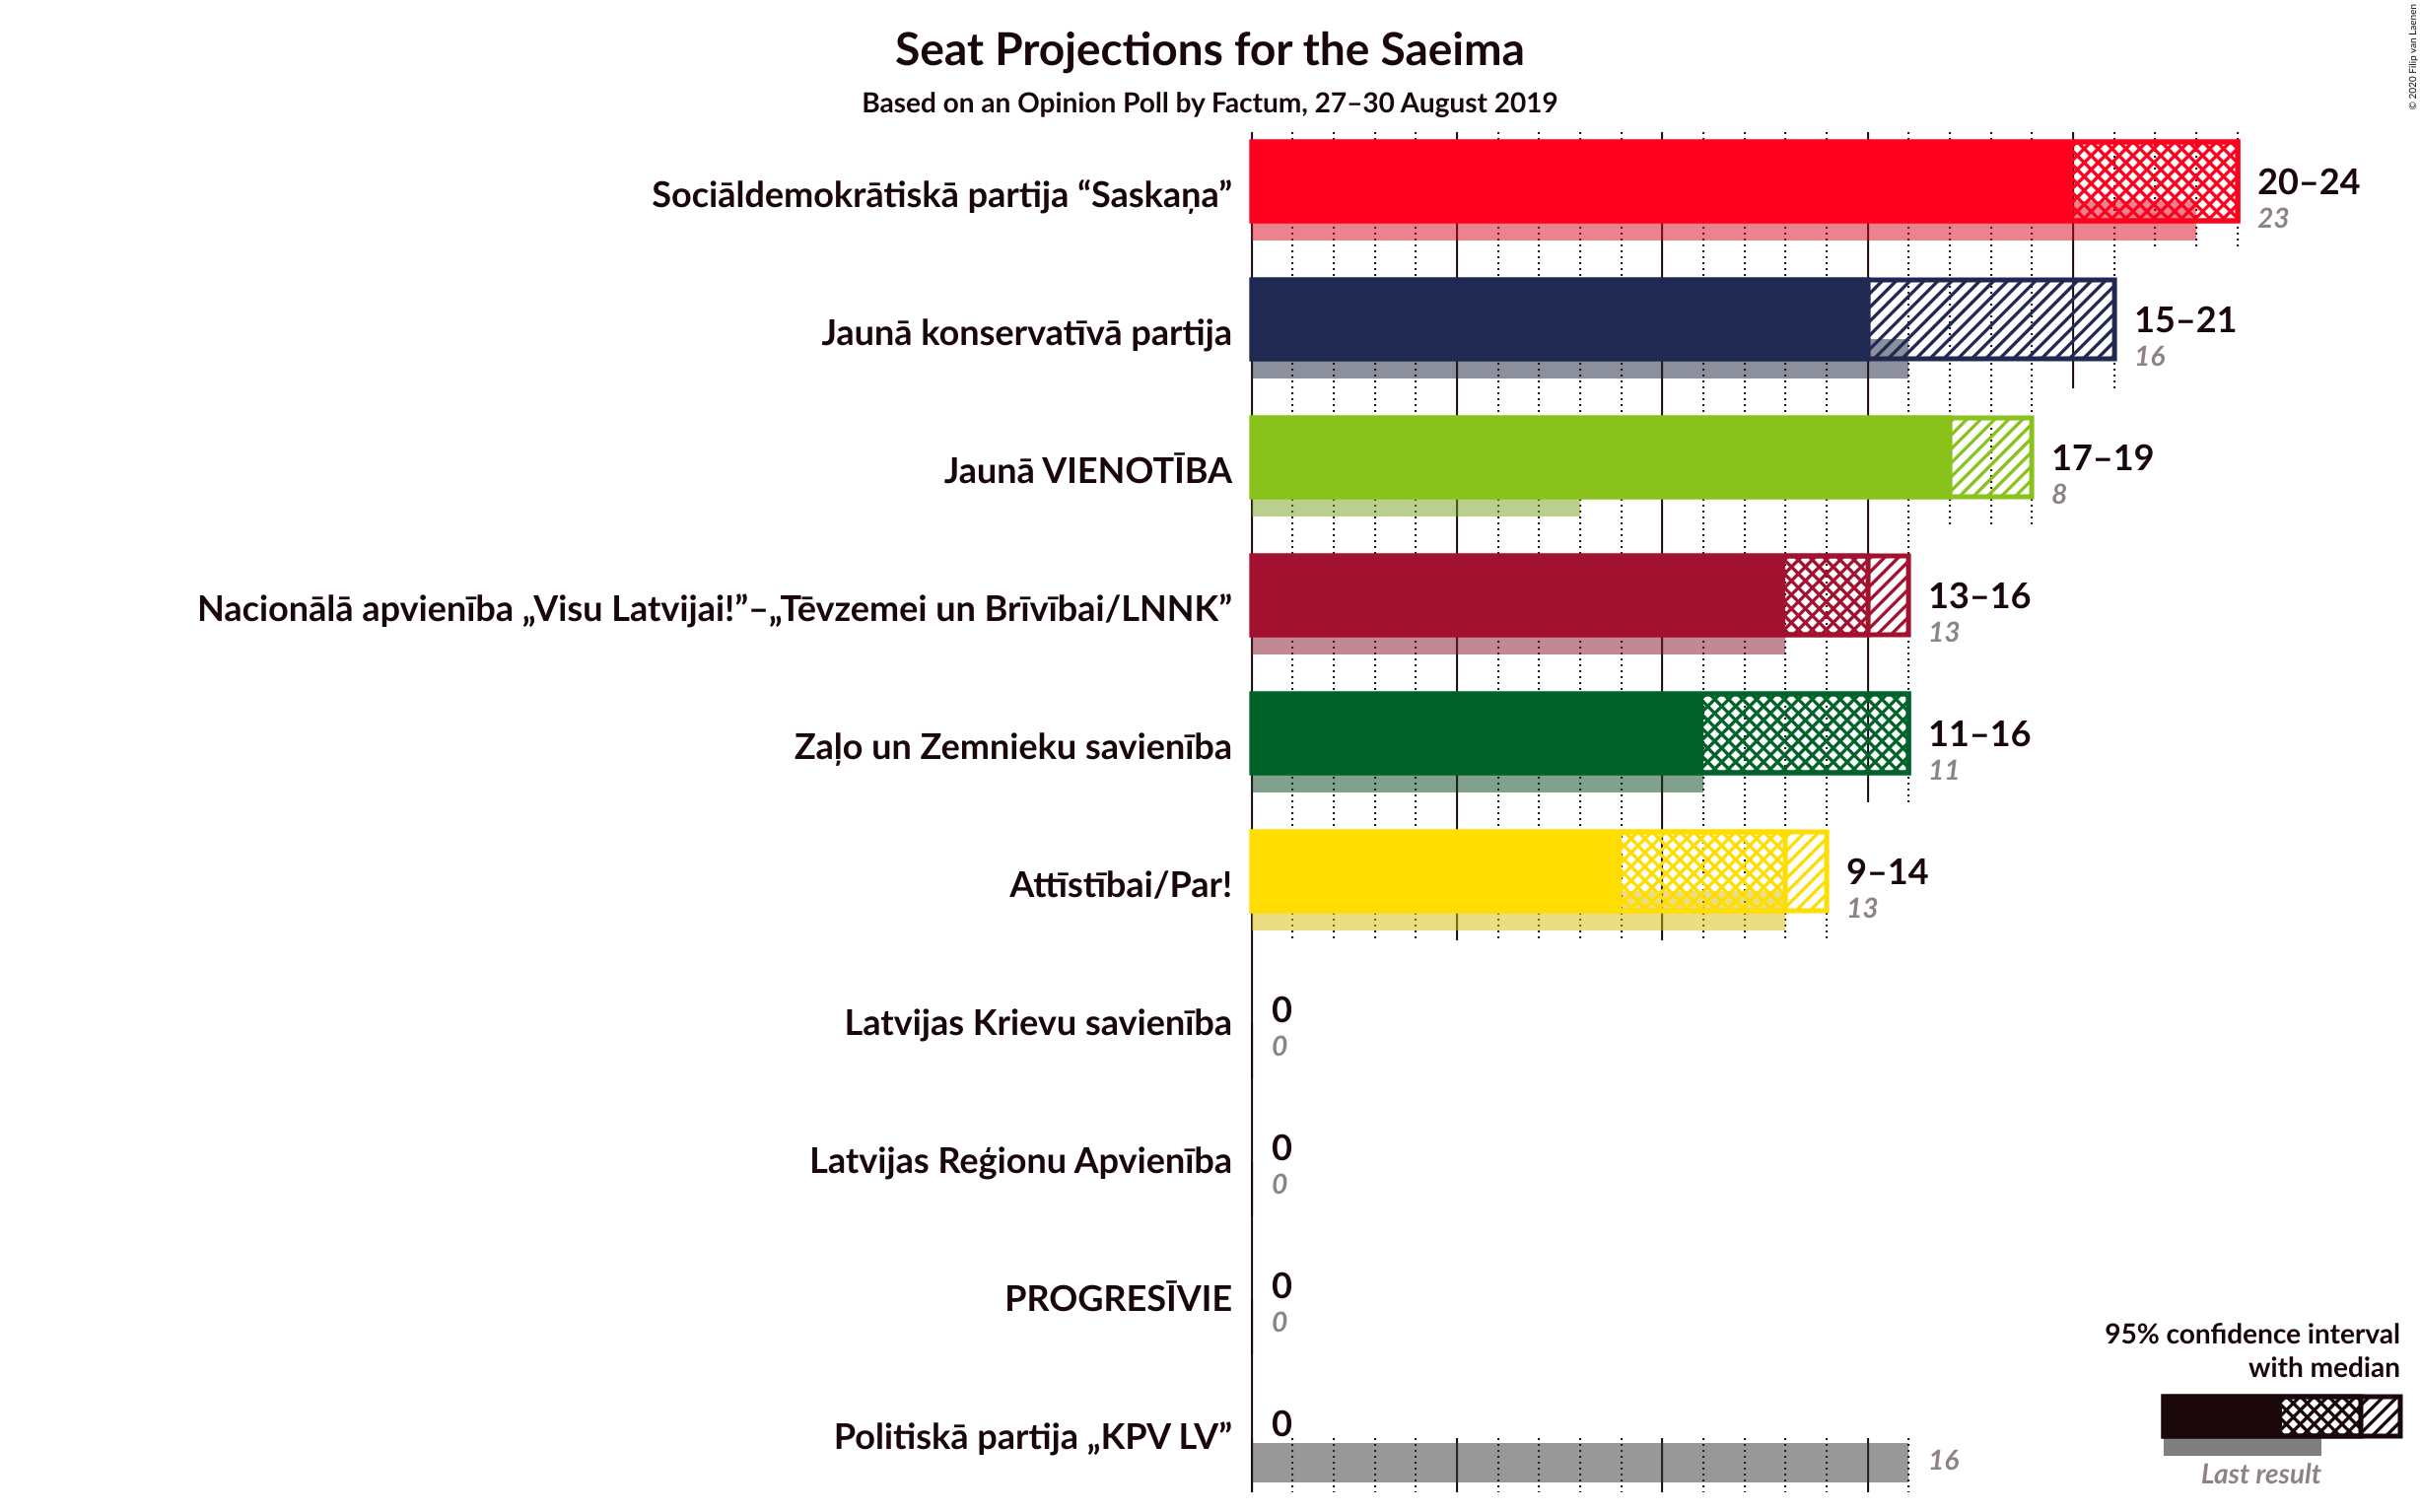 Seat Projections for the Saeima
Based on an Opinion Poll by Factum, 27–30 August 2019
© 2020 Filip van Laenen
Sociāldemokrātiskā partija “Saskaņa”
20–24
23
Jaunā konservatīvā partija
15–21
16
Jaunā VIENOTĪBA
17–19
8
Nacionālā apvienība „Visu Latvijai!”–„Tēvzemei un Brīvībai/LNNK”
13–16
13
Zaļo un Zemnieku savienība
11–16
11
Attīstībai/Par!
9–14
13
Latvijas Krievu savienība
0
0
Latvijas Reģionu Apvienība
0
0
PROGRESĪVIE
0
0
Politiskā partija „KPV LV”
0
16
95% confidence interval
with median
Last result